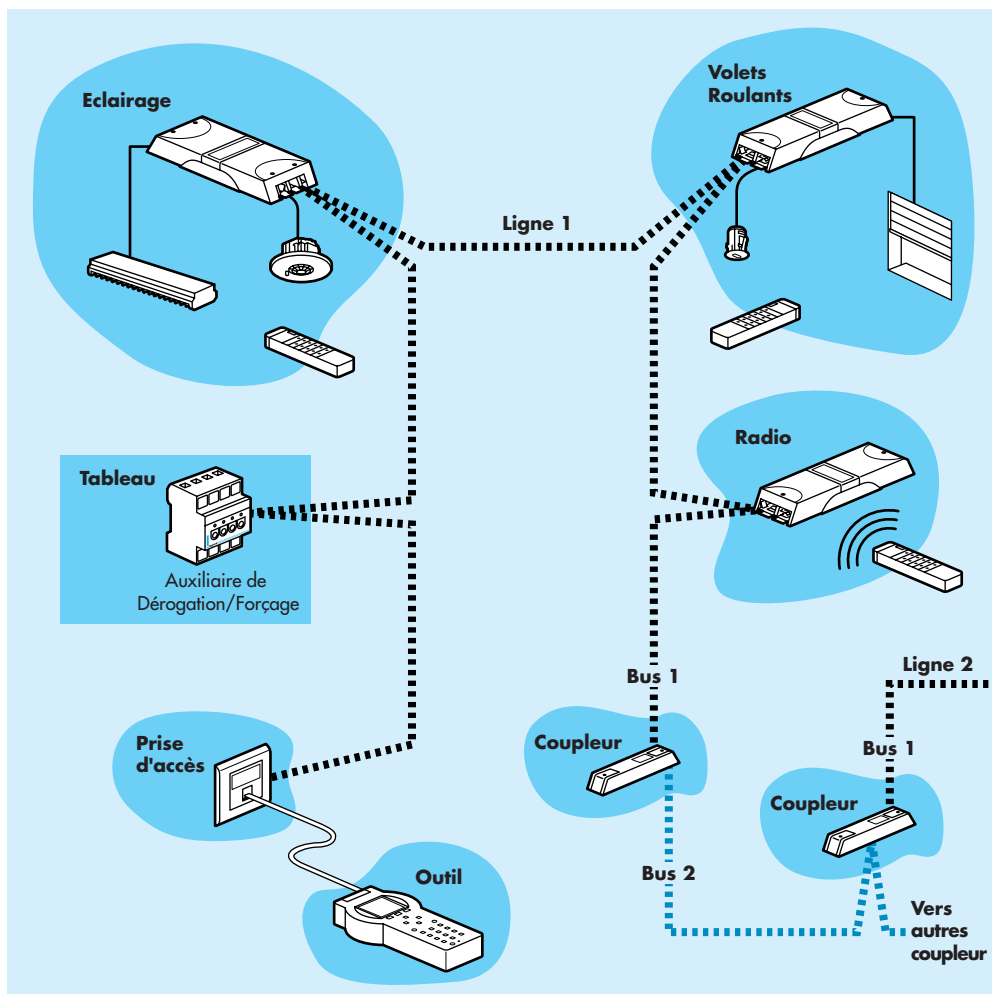 Eclairage
Volets
Roulants
Ligne 1
Radio
Tableau
Auxiliaire de
Dérogation/Forçage
Ligne 2
Bus 1
Prise
d'accès
Coupleur
Bus 1
Coupleur
Bus 2
Outil
Vers
autres
coupleur